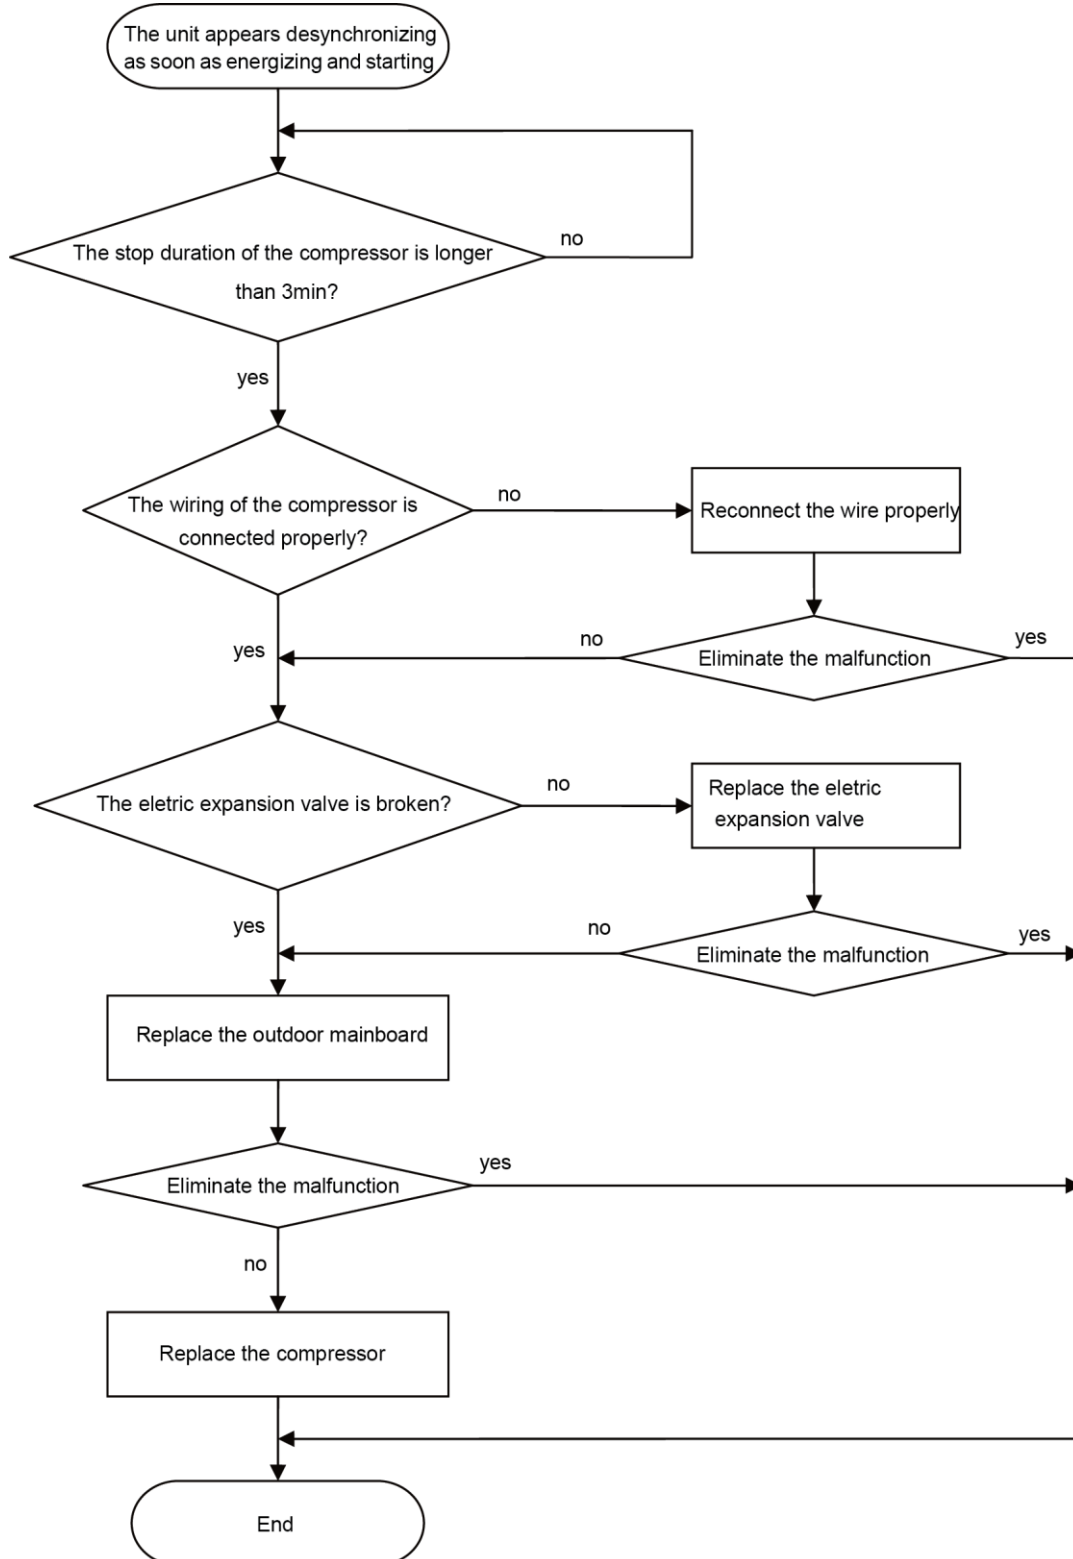 The unit appears desynchronizing
as soon as energizing and starting
The stop duration of the compressor is longer
than 3min?
no
yes
The wiring of the compressor is
connected properly?
no
Reconnect the wire properly
yes
no
Eliminate the malfunction
yes
The eletric expansion valve is broken?
no
Replace the eletric
expansion valve
yes
no
Eliminate the malfunction
yes
Replace the outdoor mainboard
Eliminate the malfunction
yes
no
Replace the compressor
End